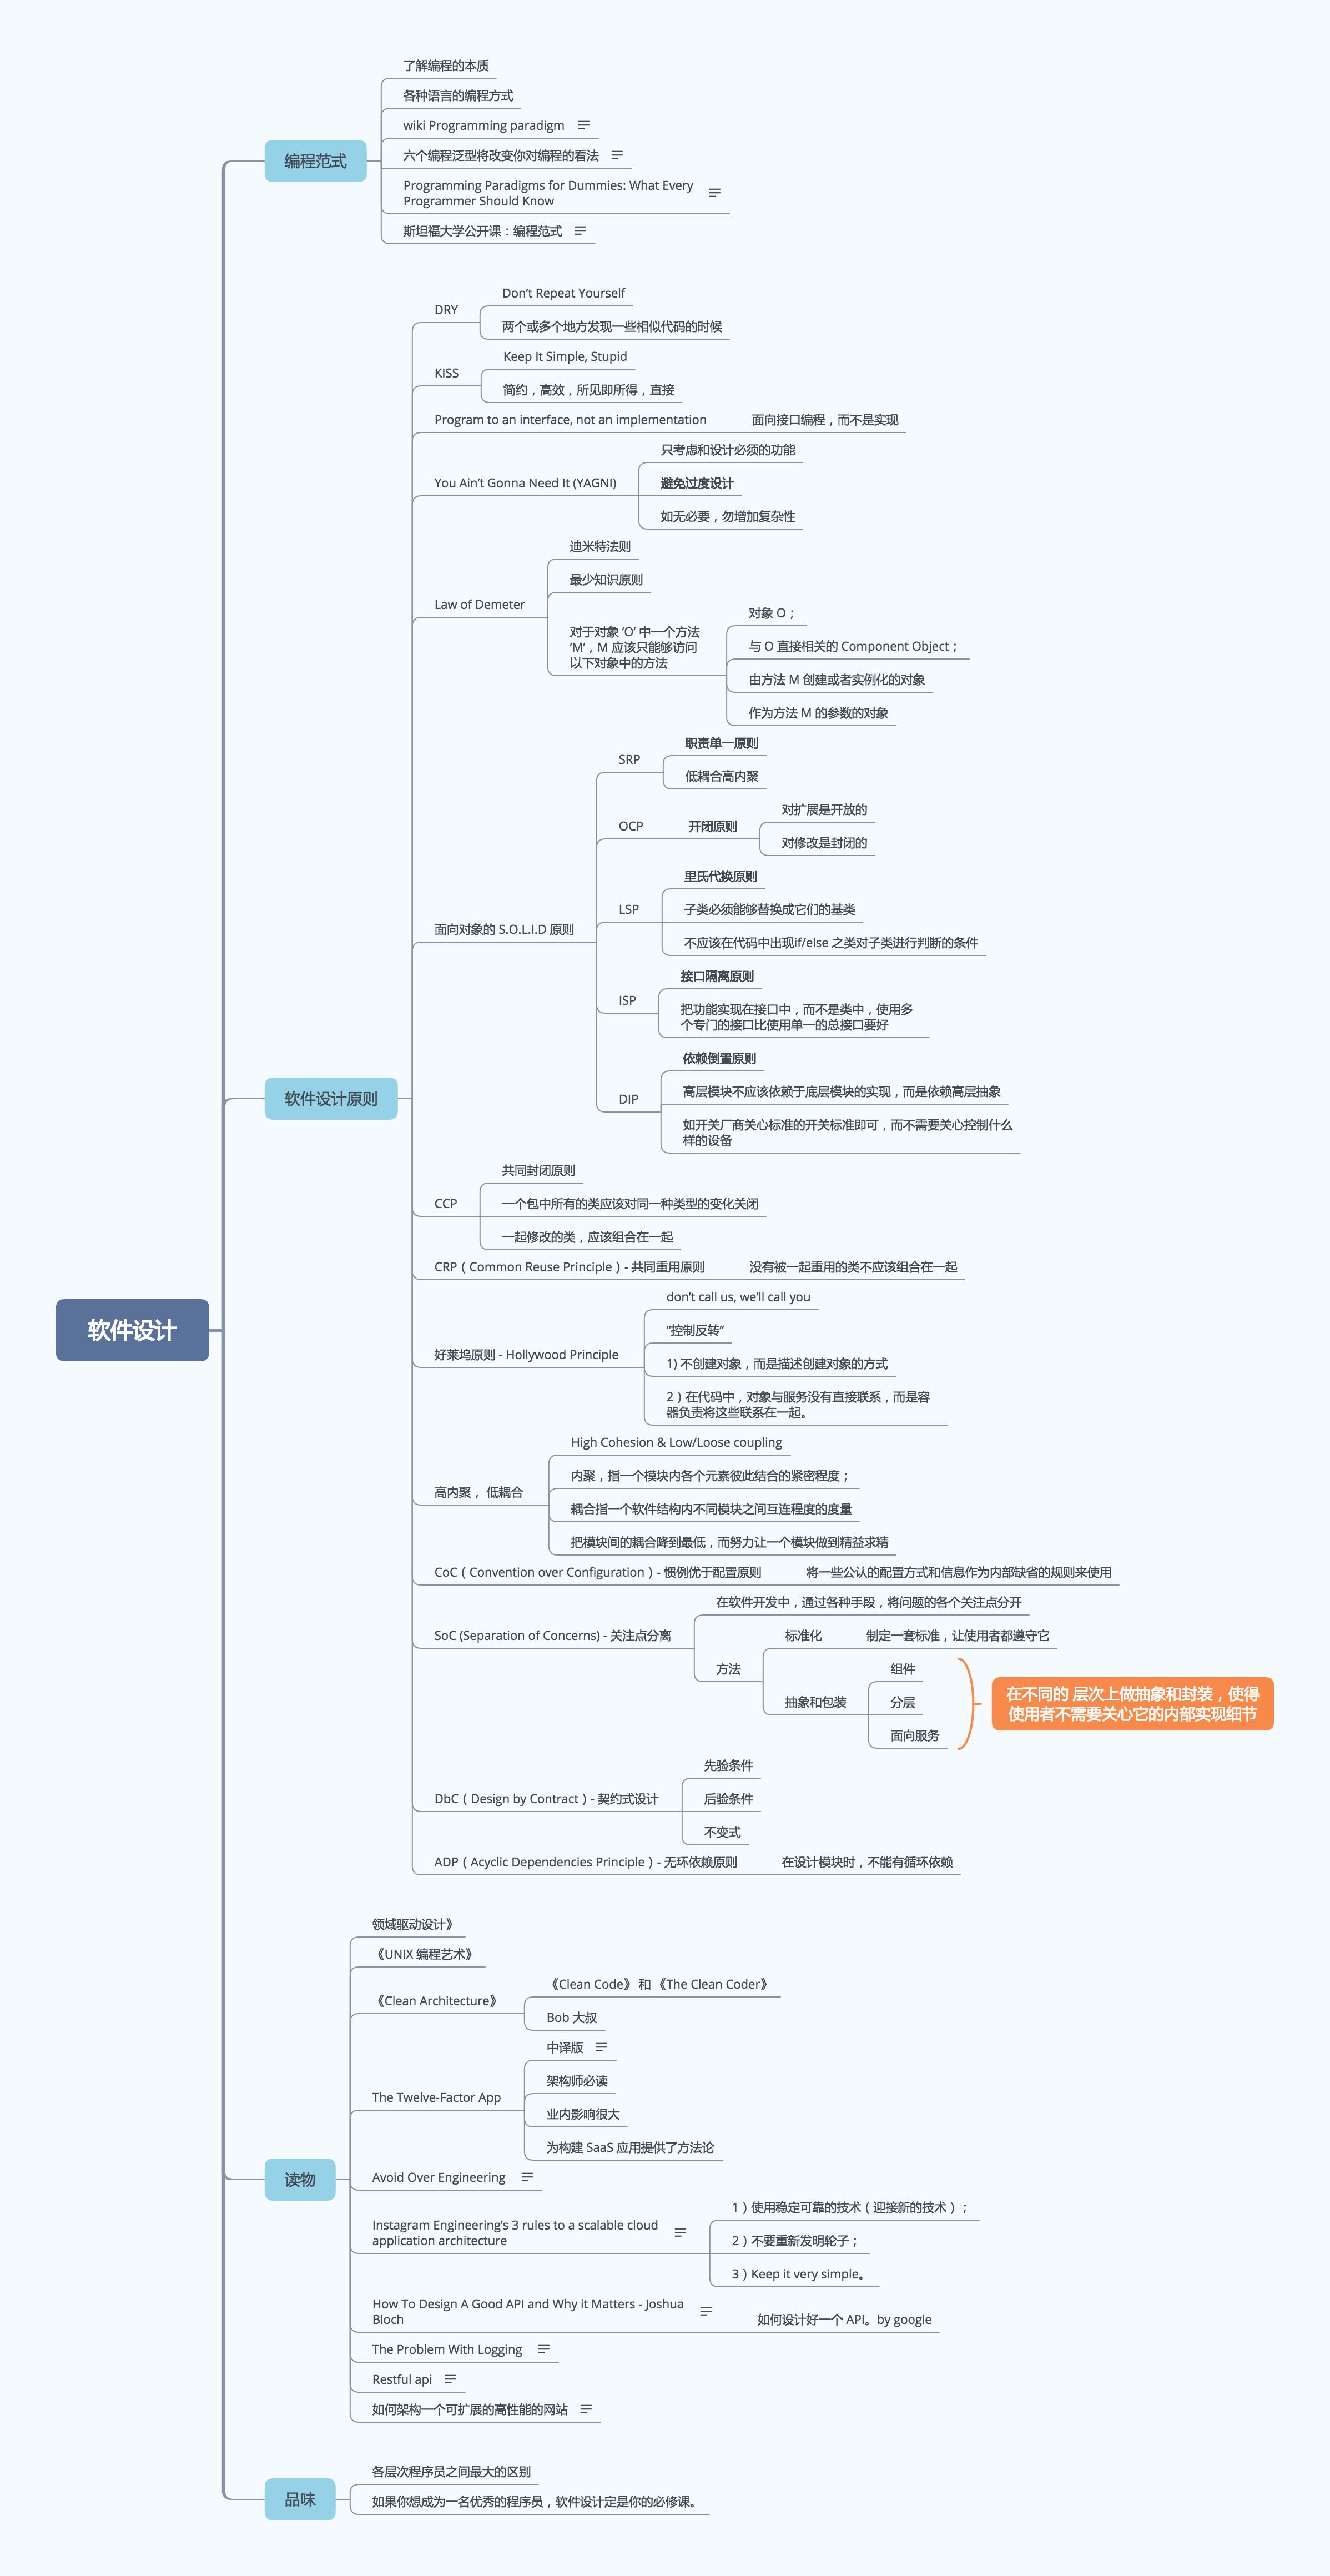 软件设计
编程范式
了解编程的本质
各种语言的编程方式
wiki Programming paradigm
六个编程泛型将改变你对编程的看法
Programming Paradigms for Dummies: What Every
Programmer Should Know
斯坦福大学公开课：编程范式
软件设计原则
DRY
Don’t Repeat Yourself
两个或多个地方发现一些相似代码的时候
KISS
Keep It Simple, Stupid
简约，高效，所见即所得，直接
Program to an interface, not an implementation
面向接口编程，而不是实现
You Ain’t Gonna Need It (YAGNI)
只考虑和设计必须的功能
避免过度设计
如无必要，勿增加复杂性
Law of Demeter
迪米特法则
最少知识原则
对于对象 ‘O’ 中一个方法
’M’，M 应该只能够访问
以下对象中的方法
对象 O；
与 O 直接相关的 Component Object；
由方法 M 创建或者实例化的对象
作为方法 M 的参数的对象
面向对象的 S.O.L.I.D 原则
SRP
职责单一原则
低耦合高内聚
OCP
开闭原则
对扩展是开放的
对修改是封闭的
LSP
里氏代换原则
子类必须能够替换成它们的基类
不应该在代码中出现if/else 之类对子类进行判断的条件
ISP
接口隔离原则
把功能实现在接口中，而不是类中，使用多
个专门的接口比使用单一的总接口要好
DIP
依赖倒置原则
高层模块不应该依赖于底层模块的实现，而是依赖高层抽象
如开关厂商关心标准的开关标准即可，而不需要关心控制什么
样的设备
CCP
共同封闭原则
一个包中所有的类应该对同一种类型的变化关闭
一起修改的类，应该组合在一起
CRP（Common Reuse Principle）- 共同重用原则
没有被一起重用的类不应该组合在一起
好莱坞原则 - Hollywood Principle
don’t call us, we’ll call you
“控制反转”
1) 不创建对象，而是描述创建对象的方式
2）在代码中，对象与服务没有直接联系，而是容
器负责将这些联系在一起。
高内聚， 低耦合
High Cohesion & Low/Loose coupling
内聚，指一个模块内各个元素彼此结合的紧密程度；
耦合指一个软件结构内不同模块之间互连程度的度量
把模块间的耦合降到最低，而努力让一个模块做到精益求精
CoC（Convention over Configuration）- 惯例优于配置原则
将一些公认的配置方式和信息作为内部缺省的规则来使用
SoC (Separation of Concerns) - 关注点分离
在软件开发中，通过各种手段，将问题的各个关注点分开
方法
标准化
制定一套标准，让使用者都遵守它
抽象和包装
组件
分层
面向服务
在不同的 层次上做抽象和封装，使得
使用者不需要关心它的内部实现细节
DbC（Design by Contract）- 契约式设计
先验条件
后验条件
不变式
ADP（Acyclic Dependencies Principle）- 无环依赖原则
在设计模块时，不能有循环依赖
读物
领域驱动设计》
《UNIX 编程艺术》
《Clean Architecture》
《Clean Code》 和 《The Clean Coder》
Bob 大叔
The Twelve-Factor App
中译版
架构师必读
业内影响很大
为构建 SaaS 应用提供了方法论
Avoid Over Engineering
Instagram Engineering’s 3 rules to a scalable cloud
application architecture
1）使用稳定可靠的技术（迎接新的技术）；
2）不要重新发明轮子；
3）Keep it very simple。
How To Design A Good API and Why it Matters - Joshua
Bloch
如何设计好一个 API。by google
The Problem With Logging
Restful api
如何架构一个可扩展的高性能的网站
品味
各层次程序员之间最大的区别
如果你想成为一名优秀的程序员，软件设计定是你的必修课。